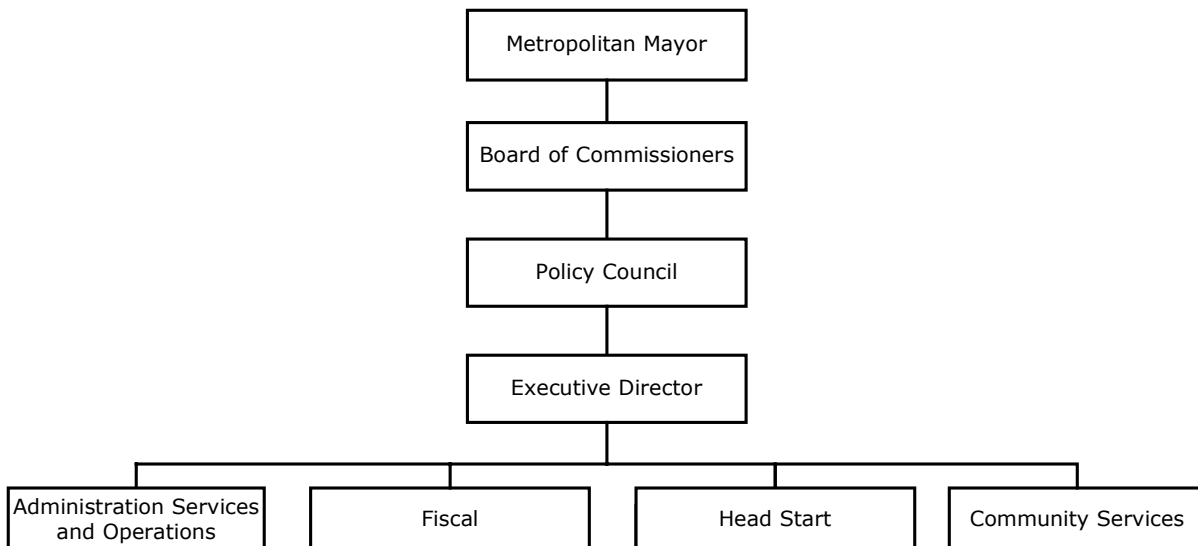 Metropolitan Mayor
Board of Commissioners
Policy Council
Executive Director
Administration Services
and Operations
Fiscal
Head Start
Community Services